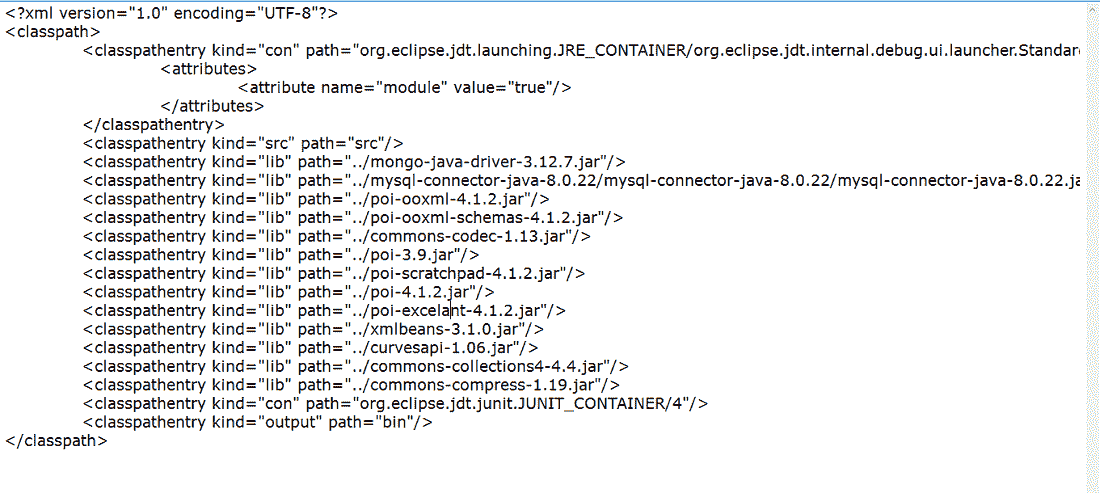 <?xml version="1.0" encoding="UTF-8"?>
<classpath>
<classpathentry kind="con" path="org.eclipse.jdt.launching.JRE_CONTAINER/org.eclipse.jdt.internal.debug.ui.launcher.Standar
<attributes>
<attribute name="module" value="true"/>
</attributes>
</classpathentry>
<classpathentry kind="src" path="src"/>
<classpathentry kind="lib" path="../mongo-java-driver-3.12.7.jar"/>
<classpathentry kind="lib" path="../mysql-connector-java-8.0.22/mysql-connector-java-8.0.22/mysql-connector-java-8.0.22.ja
<classpathentry kind="lib" path="../poi-ooxml-4.1.2.jar"/>
<classpathentry kind="lib" path="../poi-ooxml-schemas-4.1.2.jar"/>
<classpathentry kind="lib" path="../commons-codec-1.13.jar"/>
<classpathentry kind="lib" path="../poi-3.9.jar"/>
<classpathentry kind="lib" path="../poi-scratchpad-4.1.2.jar"/>
<classpathentry kind="lib" path="../poi-4.1.2.jar"/>
<classpathentry kind="lib" path="../poi-excelant-4.1.2.jar"/>
<classpathentry kind="lib" path="../xmlbeans-3.1.0.jar"/>
<classpathentry kind="lib" path="../curvesapi-1.06.jar"/>
<classpathentry kind="lib" path="../commons-collections4-4.4.jar"/>
<classpathentry kind="lib" path="../commons-compress-1.19.jar"/>
<classpathentry kind="con" path="org.eclipse.jdt.junit.JUNIT_CONTAINER/4"/>
<classpathentry kind="output" path="bin"/>
</classpath>